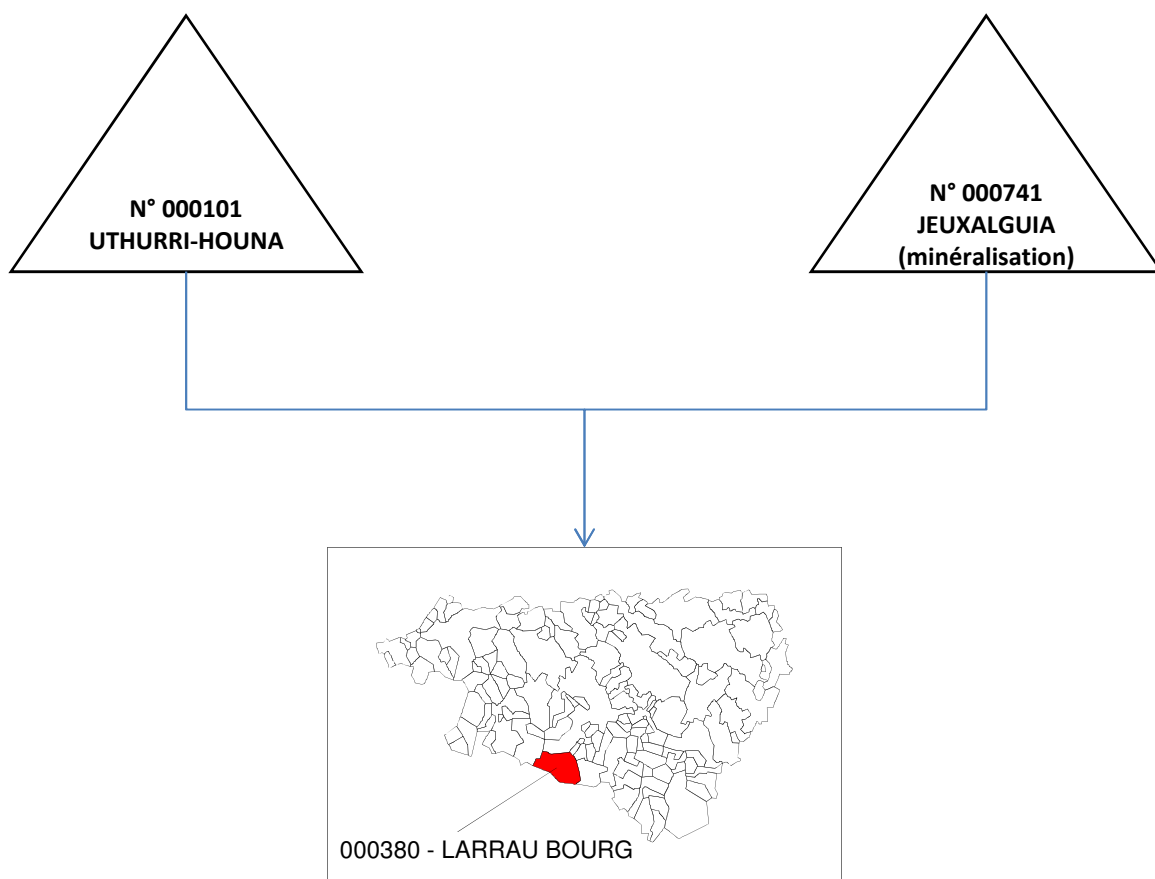 N° 000101
UTHURRI-HOUNA
N° 000741
JEUXALGUIA
(minéralisation)
000380 - LARRAU BOURG